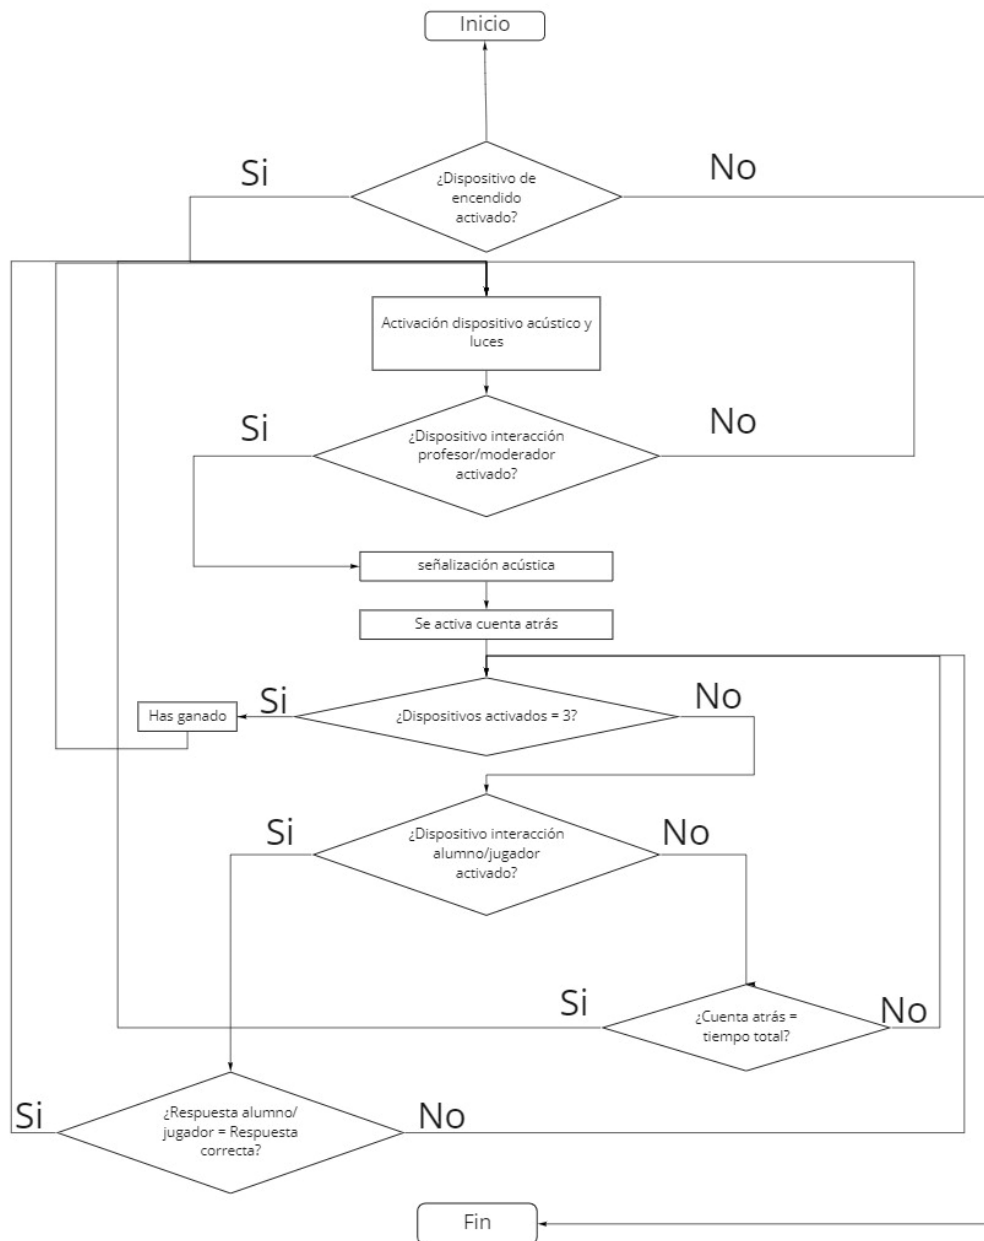 Inicio
Si
No
¿Dispositivo de
encendido
activado?
Activación dispositivo acústico y
luces
Si
No
¿Dispositivo interacción
profesor/moderador
activado?
señalización acústica
Se activa cuenta atrás
Has ganado
Si
¿Dispositivos activados = 3?
No
Si
¿Dispositivo interacción
alumno/jugador
activado?
No
Si
¿Cuenta atrás =
tiempo total?
No
Si
¿Respuesta alumno/
jugador = Respuesta
correcta?
No
Fin